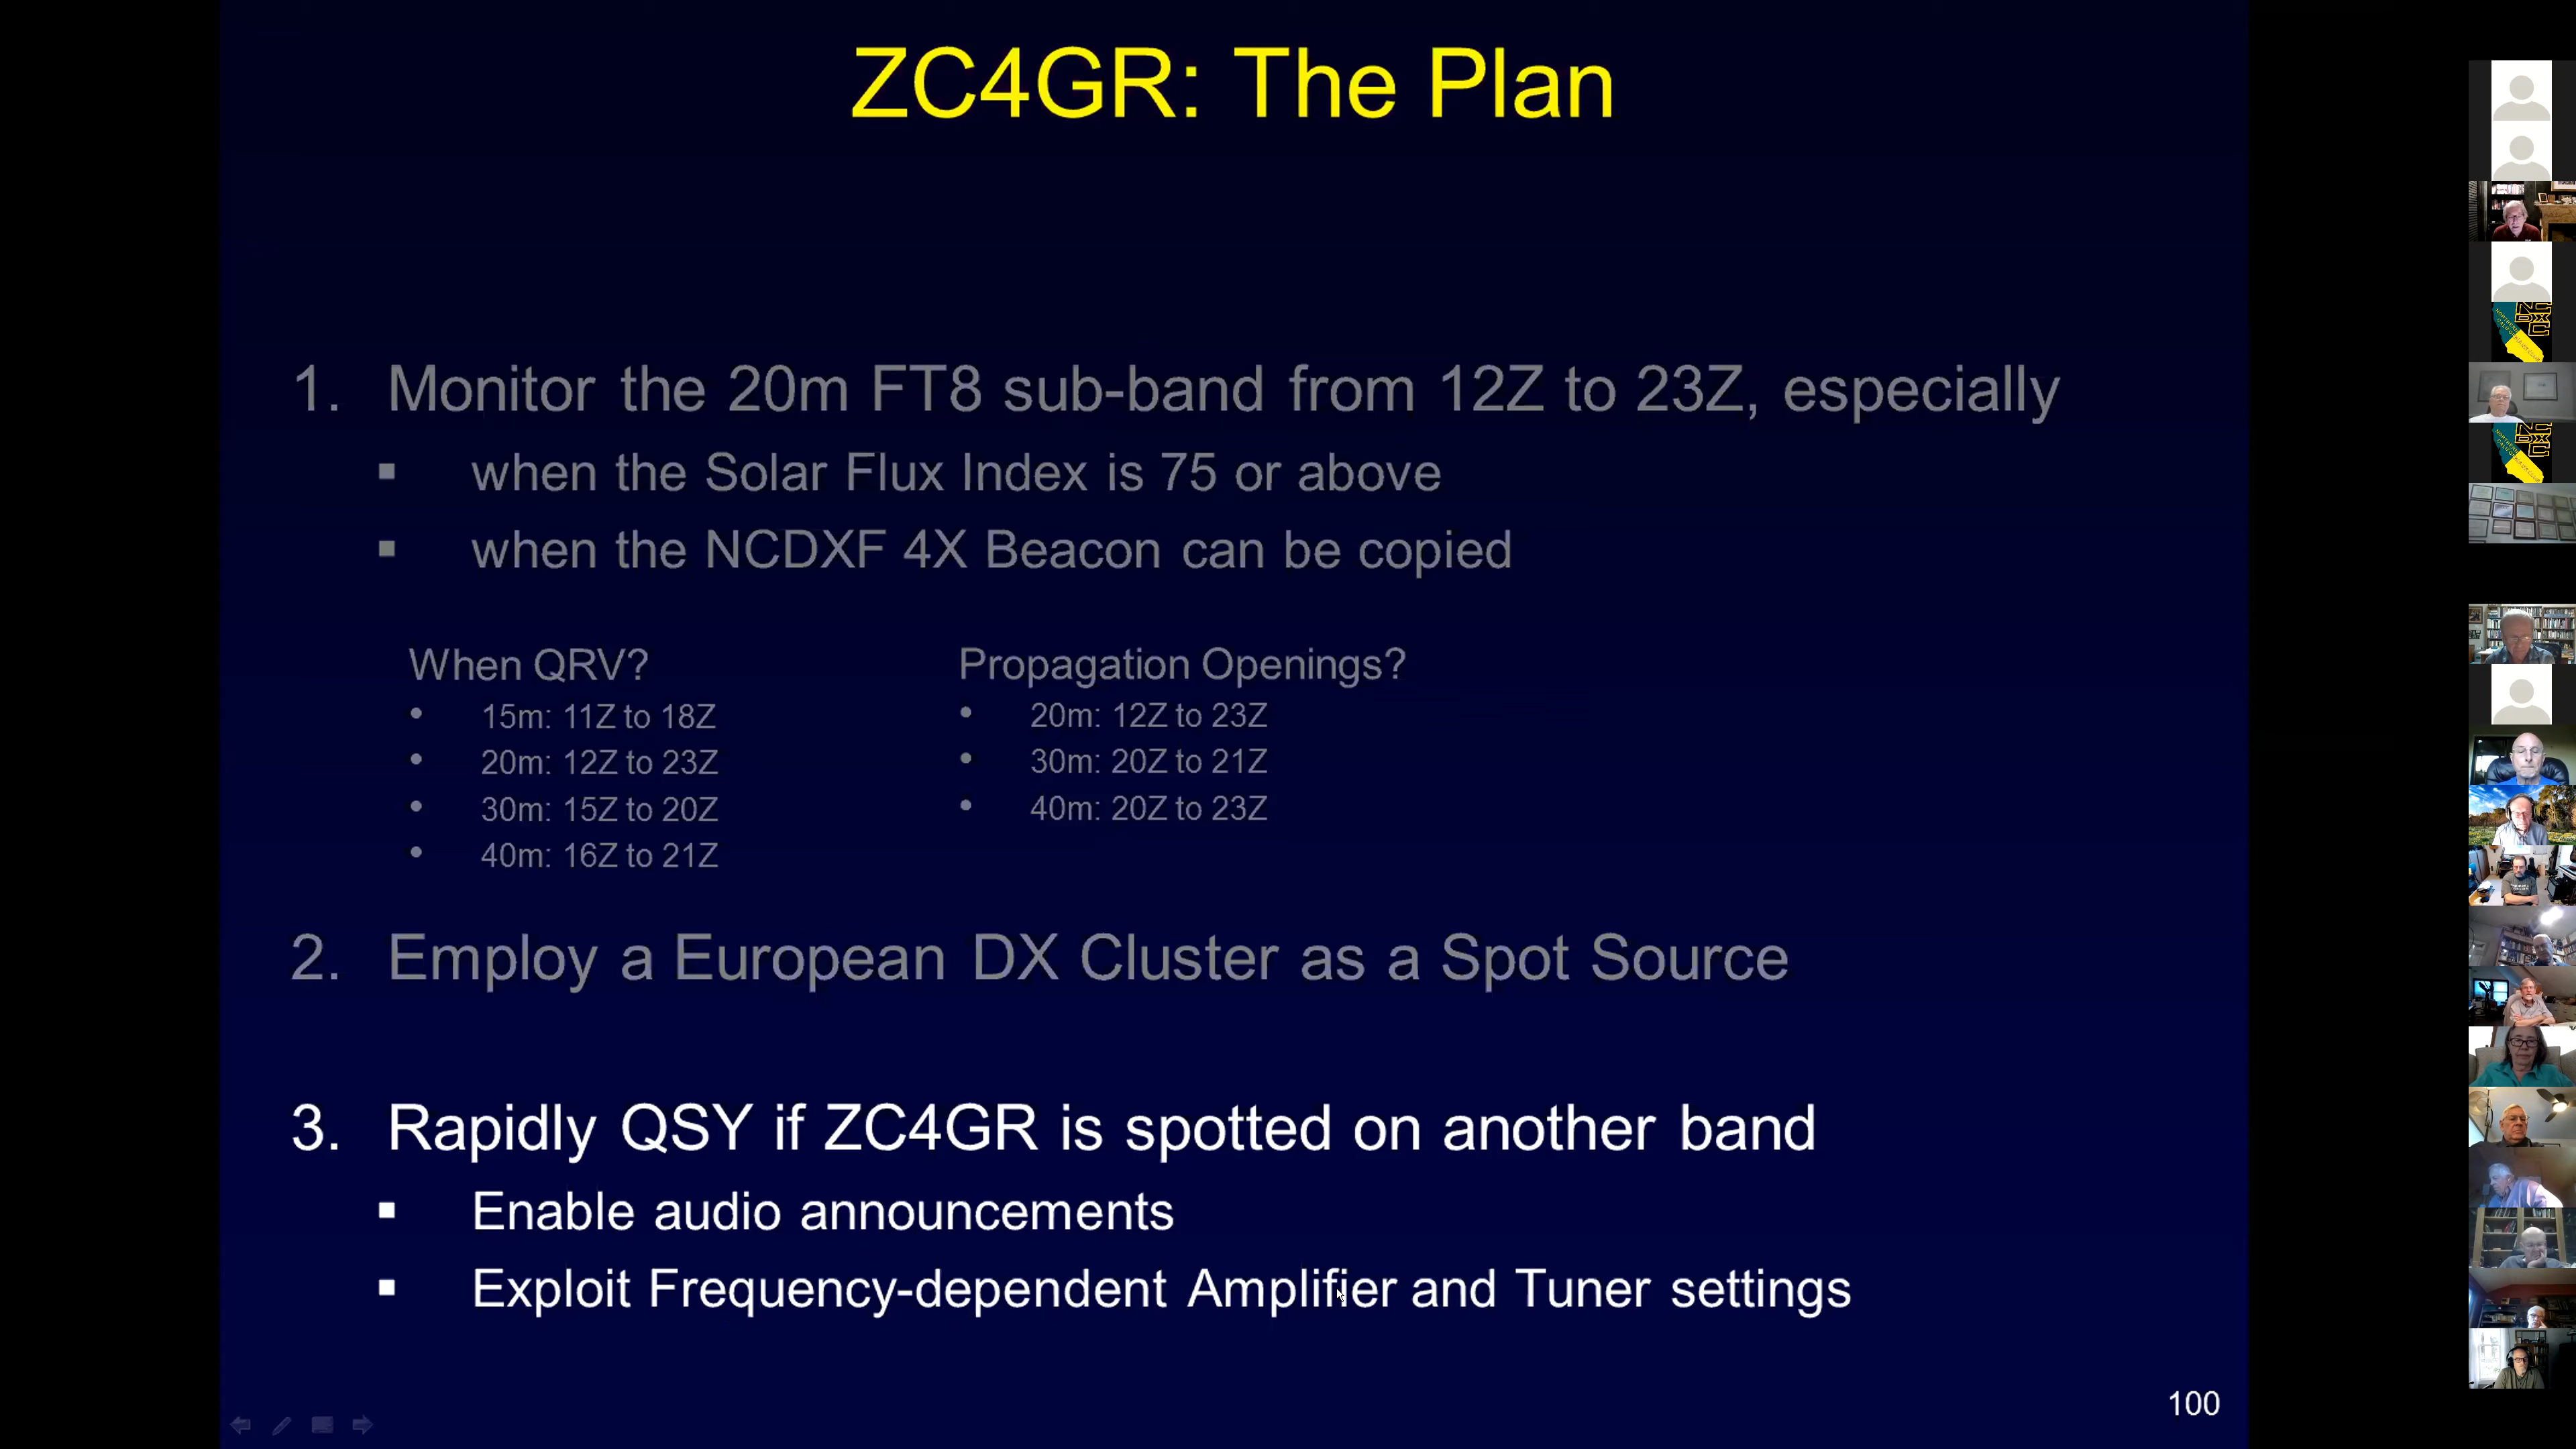 ZC4GR: The Plan
1. Monitor the 20m FT8 sub-band from 12Z to 23Z, especially
▪ when the Solar Flux Index is 75 or above
▪ when the NCDXF 4X Beacon can be copied
When QRV?
• 15m: 11Z to 18Z
• 20m: 12Z to 23Z
• 30m: 15Z to 20Z
• 40m: 16Z to 21Z
Propagation Openings?
• 20m: 12Z to 23Z
• 30m: 20Z to 21Z
• 40m: 20Z to 23Z
2. Employ a European DX Cluster as a Spot Source
3. Rapidly QSY if ZC4GR is spotted on another band
▪ Enable audio announcements
▪ Exploit Frequency-dependent Amplifier and Tuner settings
100